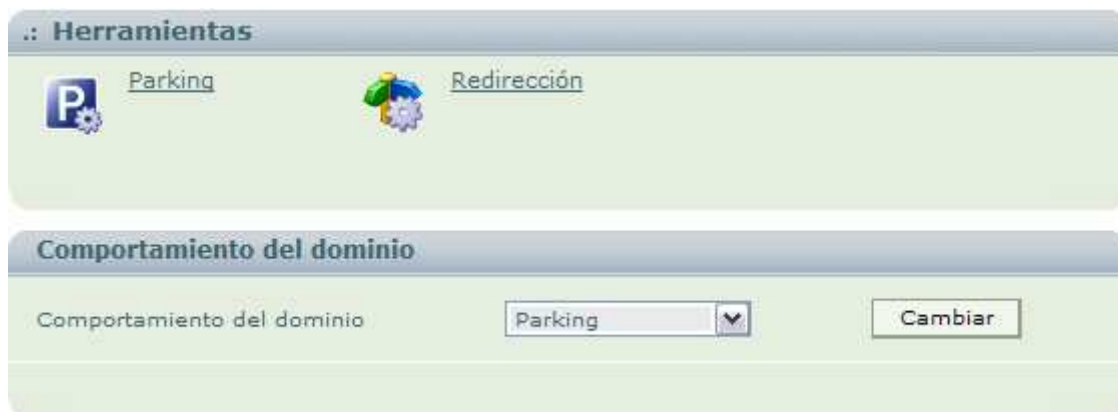 .: Herramientas
Parking
Redirección
Comportamiento del dominio
Comportamiento del dominio
Parking
Cambiar